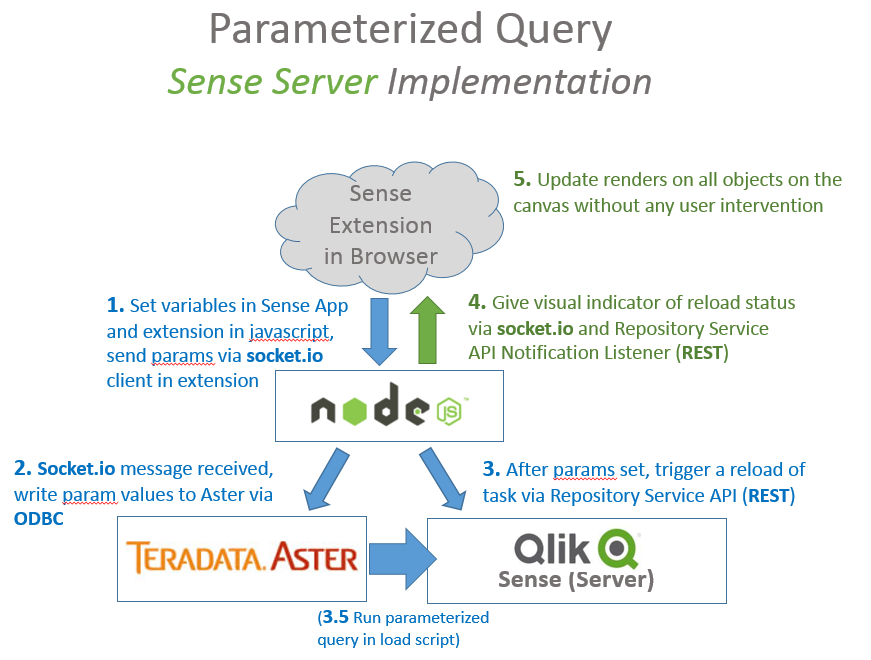 Parameterized Query
Sense Server Implementation
Sense
Extension
in Browser
5. Update renders on all objects on the
canvas without any user intervention
1. Set variables in Sense App
and extension in javascript,
send params via socket.io
client in extension
4. Give visual indicator of reload status
via socket.io and Repository Service
API Notification Listener (REST)
node JS™
2. Socket.io message received,
write param values to Aster via
ODBC
3. After params set, trigger a reload of
task via Repository Service API (REST)
TERADATA. ASTER
Qlik
Sense (Server)
(3.5 Run parameterized
query in load script)